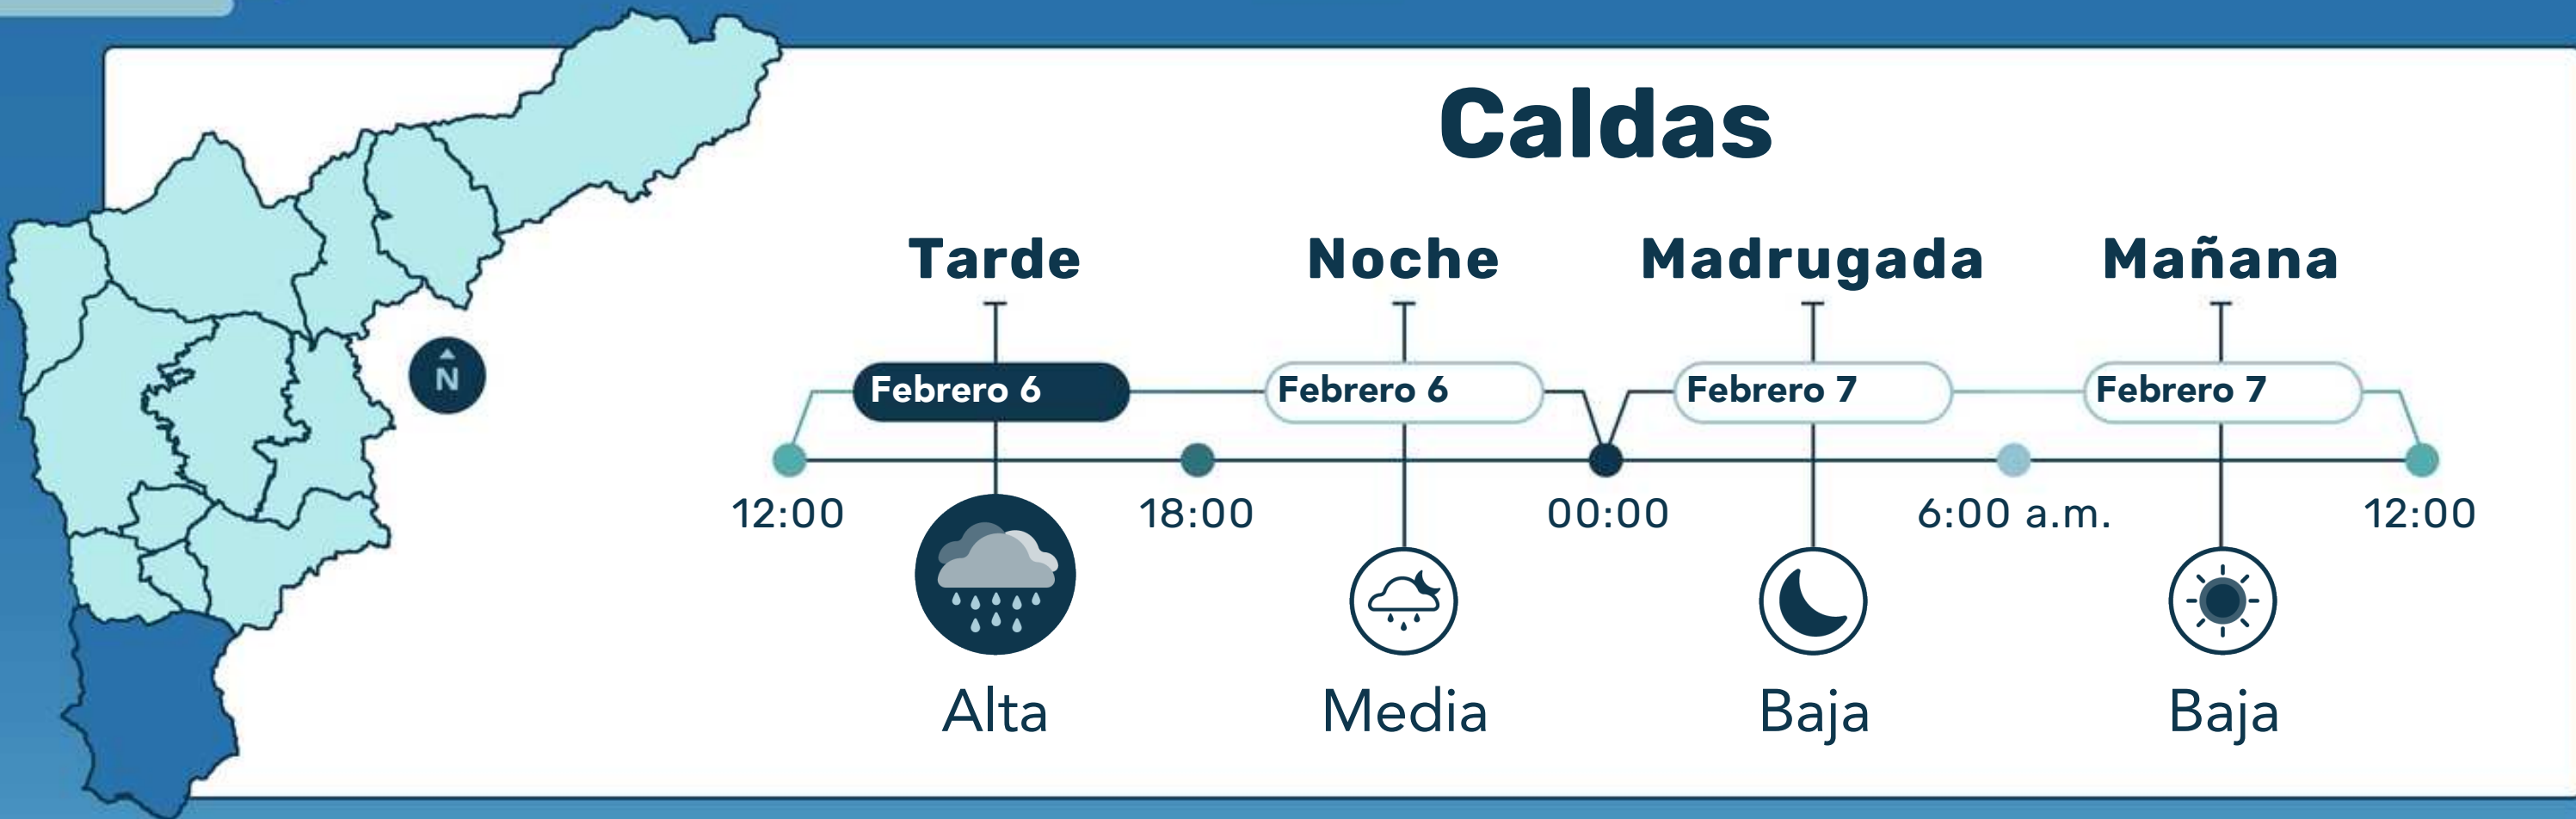 Caldas
Tarde Noche Madrugada Mañana
N
Febrero 6 Febrero 6 Febrero 7 Febrero 7
12:00 18:00 00:00 6:00 a.m. 12:00
Alta Media Baja Baja